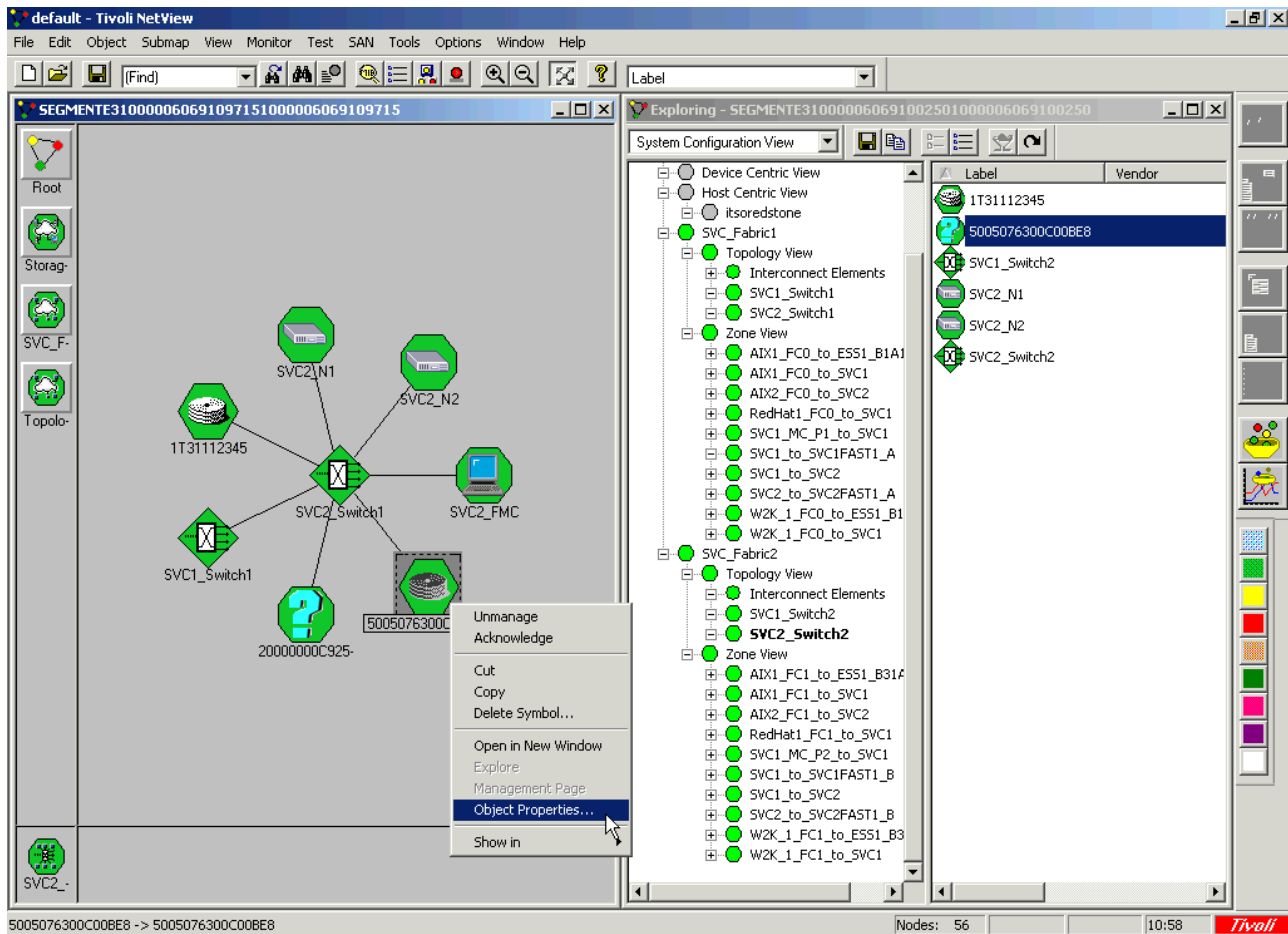 default - Tivoli NetView
File Edit Object Submap View Monitor Test SAN Tools Options Window Help
(Find)
Label
SEGMENTE310000060691097151000006069109715
Root
Storag-
SVC_F-
Topolo-
SVC2\N1
SVC2_N2
1T31112345
SVC2_Switch1
SVC2_FMC
SVC1_Switch1
5005076300C
20000000C925-
Unmanage
Acknowledge
Cut
Copy
Delete Symbol...
Open in New Window
Explore
Management Page
Object Properties...
Show in
SVC2_-
Exploring - SEGMENTE310000060691002501000006069100250
System Configuration View
Device Centric View
Host Centric View
itsoredstone
SVC_Fabric1
Topology View
Interconnect Elements
SVC1_Switch1
SVC2_Switch1
Zone View
AIX1_FC0_to_ESS1_B1A1
AIX1_FC0_to_SVC1
AIX2_FC0_to_SVC2
RedHat1_FC0_to_SVC1
SVC1_MC_P1_to_SVC1
SVC1_to_SVC1FAST1_A
SVC1_to_SVC2
SVC2_to_SVC2FAST1_A
W2K_1_FC0_to_ESS1_B1
W2K_1_FC0_to_SVC1
SVC_Fabric2
Topology View
Interconnect Elements
SVC1_Switch2
SVC2_Switch2
Zone View
AIX1_FC1_to_ESS1_B31A
AIX1_FC1_to_SVC1
AIX2_FC1_to_SVC2
RedHat1_FC1_to_SVC1
SVC1_MC_P2_to_SVC1
SVC1_to_SVC1FAST1_B
SVC1_to_SVC2
SVC2_to_SVC2FAST1_B
W2K_1_FC1_to_ESS1_B3
W2K_1_FC1_to_SVC1
Label Vendor
1T31112345
5005076300C00BE8
SVC1_Switch2
SVC2_N1
SVC2_N2
SVC2_Switch2
5005076300C00BE8 -> 5005076300C00BE8
Nodes: 56
10:58
Tivoli